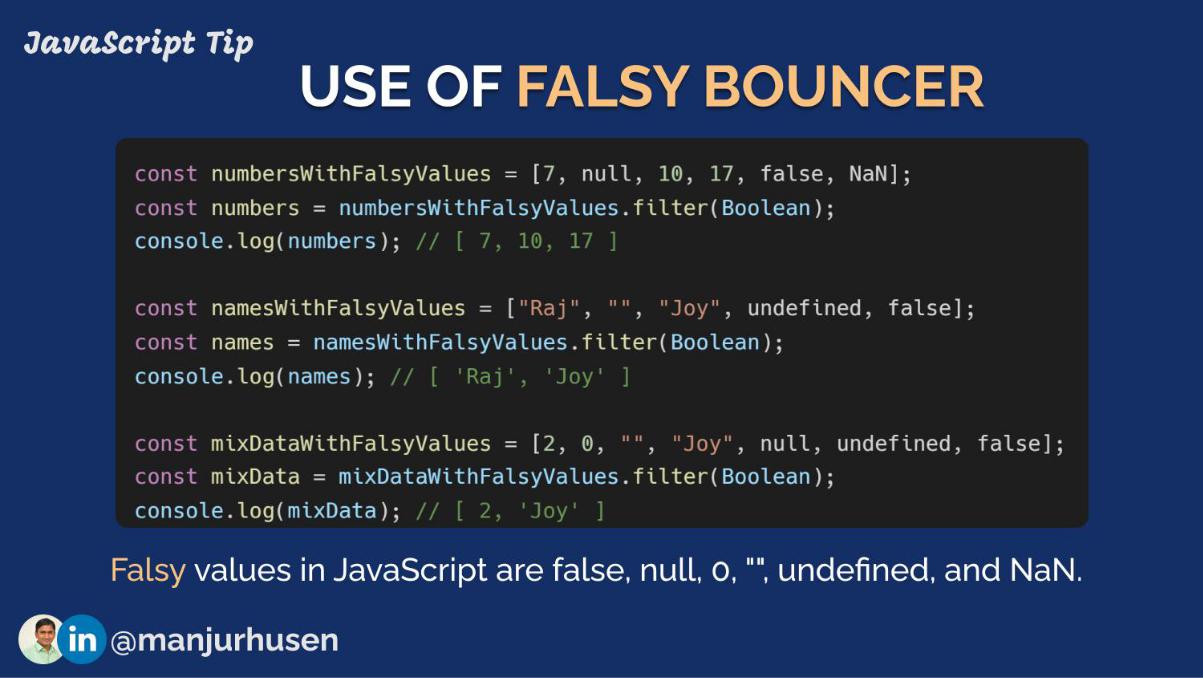 JavaScript Tip
USE OF FALSY BOUNCER
const numbersWithFalsyValues = [7, null, 10, 17, false, NaN];
const numbers = numbersWithFalsyValues.filter(Boolean);
console.log(numbers); // [ 7, 10, 17 ]
const namesWithFalsyValues = ["Raj", "", "Joy", undefined, false];
const names = namesWithFalsyValues.filter(Boolean);
console.log(names); // [ 'Raj', 'Joy' ]
const mixDataWithFalsyValues = [2, 0, "", "Joy", null, undefined, false];
const mixData = mixDataWithFalsyValues.filter(Boolean);
console.log(mixData); // [ 2, 'Joy' ]
Falsy values in JavaScript are false, null, 0, "", undefined, and NaN.
in @manjurhusen